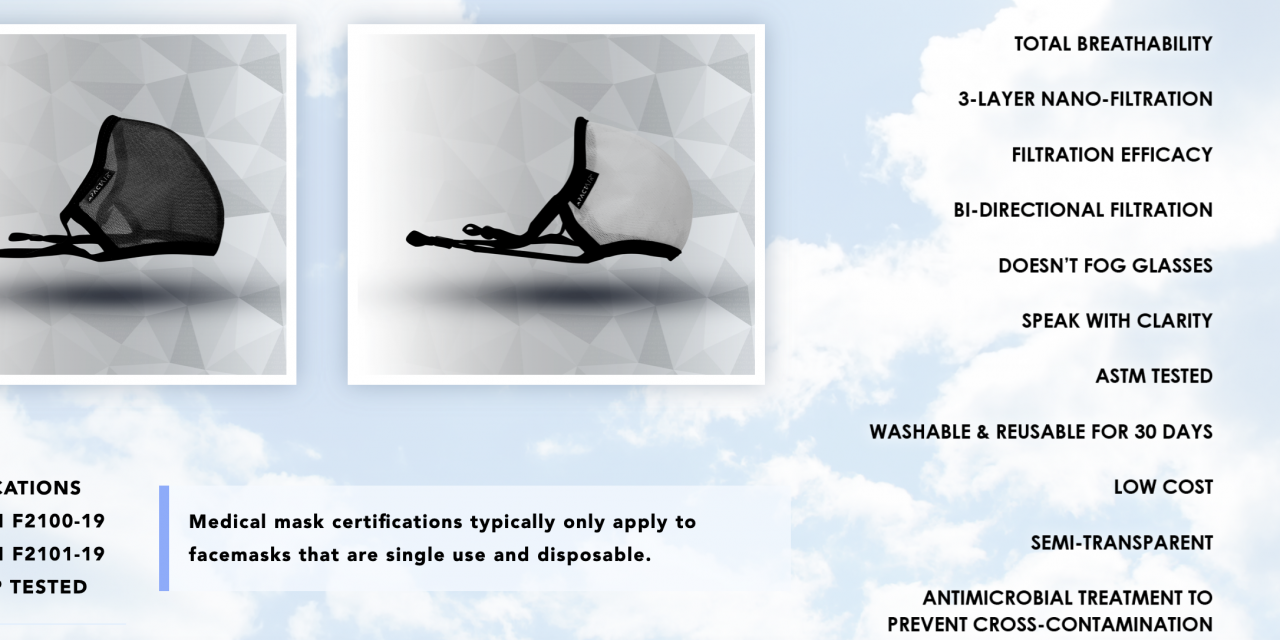 TOTAL BREATHABILITY
3-LAYER NANO-FILTRATION
FILTRATION EFFICACY
BI-DIRECTIONAL FILTRATION
DOESN'T FOG GLASSES
SPEAK WITH CLARITY
ASTM TESTED
WASHABLE & REUSABLE FOR 30 DAYS
LOW COST
SEMI-TRANSPARENT
ANTIMICROBIAL TREATMENT TO
PREVENT CROSS-CONTAMINATION
F2100-19
F2101-19
TESTED
Medical mask certifications typically only apply to
facemasks that are single use and disposable.